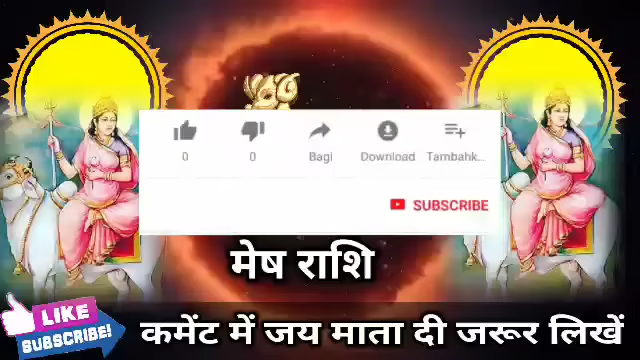 0 0 Bagi Download Tambahk...
SUBSCRIBE
मेष राशि
LIKE
SUBSCRIBE!
कमेंट में जय माता दी जरूर लिखें